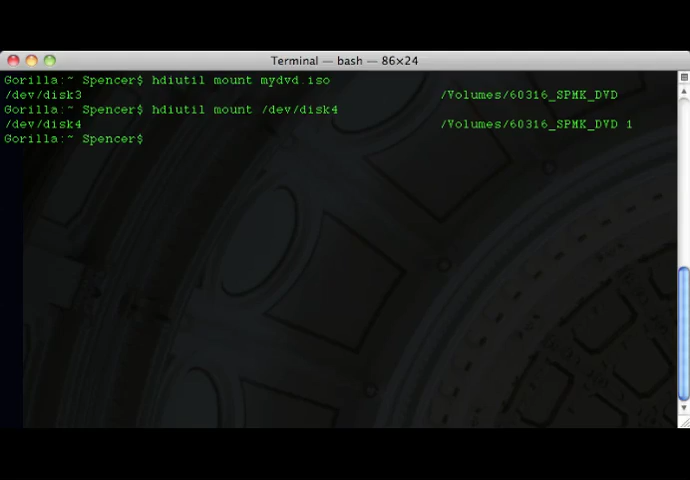 Terminal — bash — 86×24
Gorilla:~ Spencer$ hdiutil mount mydvd.iso
/dev/disk3 /Volumes/60316_SPMK_DVD
Gorilla:~ Spencer$ hdiutil mount /dev/disk4
/dev/disk4 /Volumes/60316_SPMK_DVD 1
Gorilla:~ Spencer$